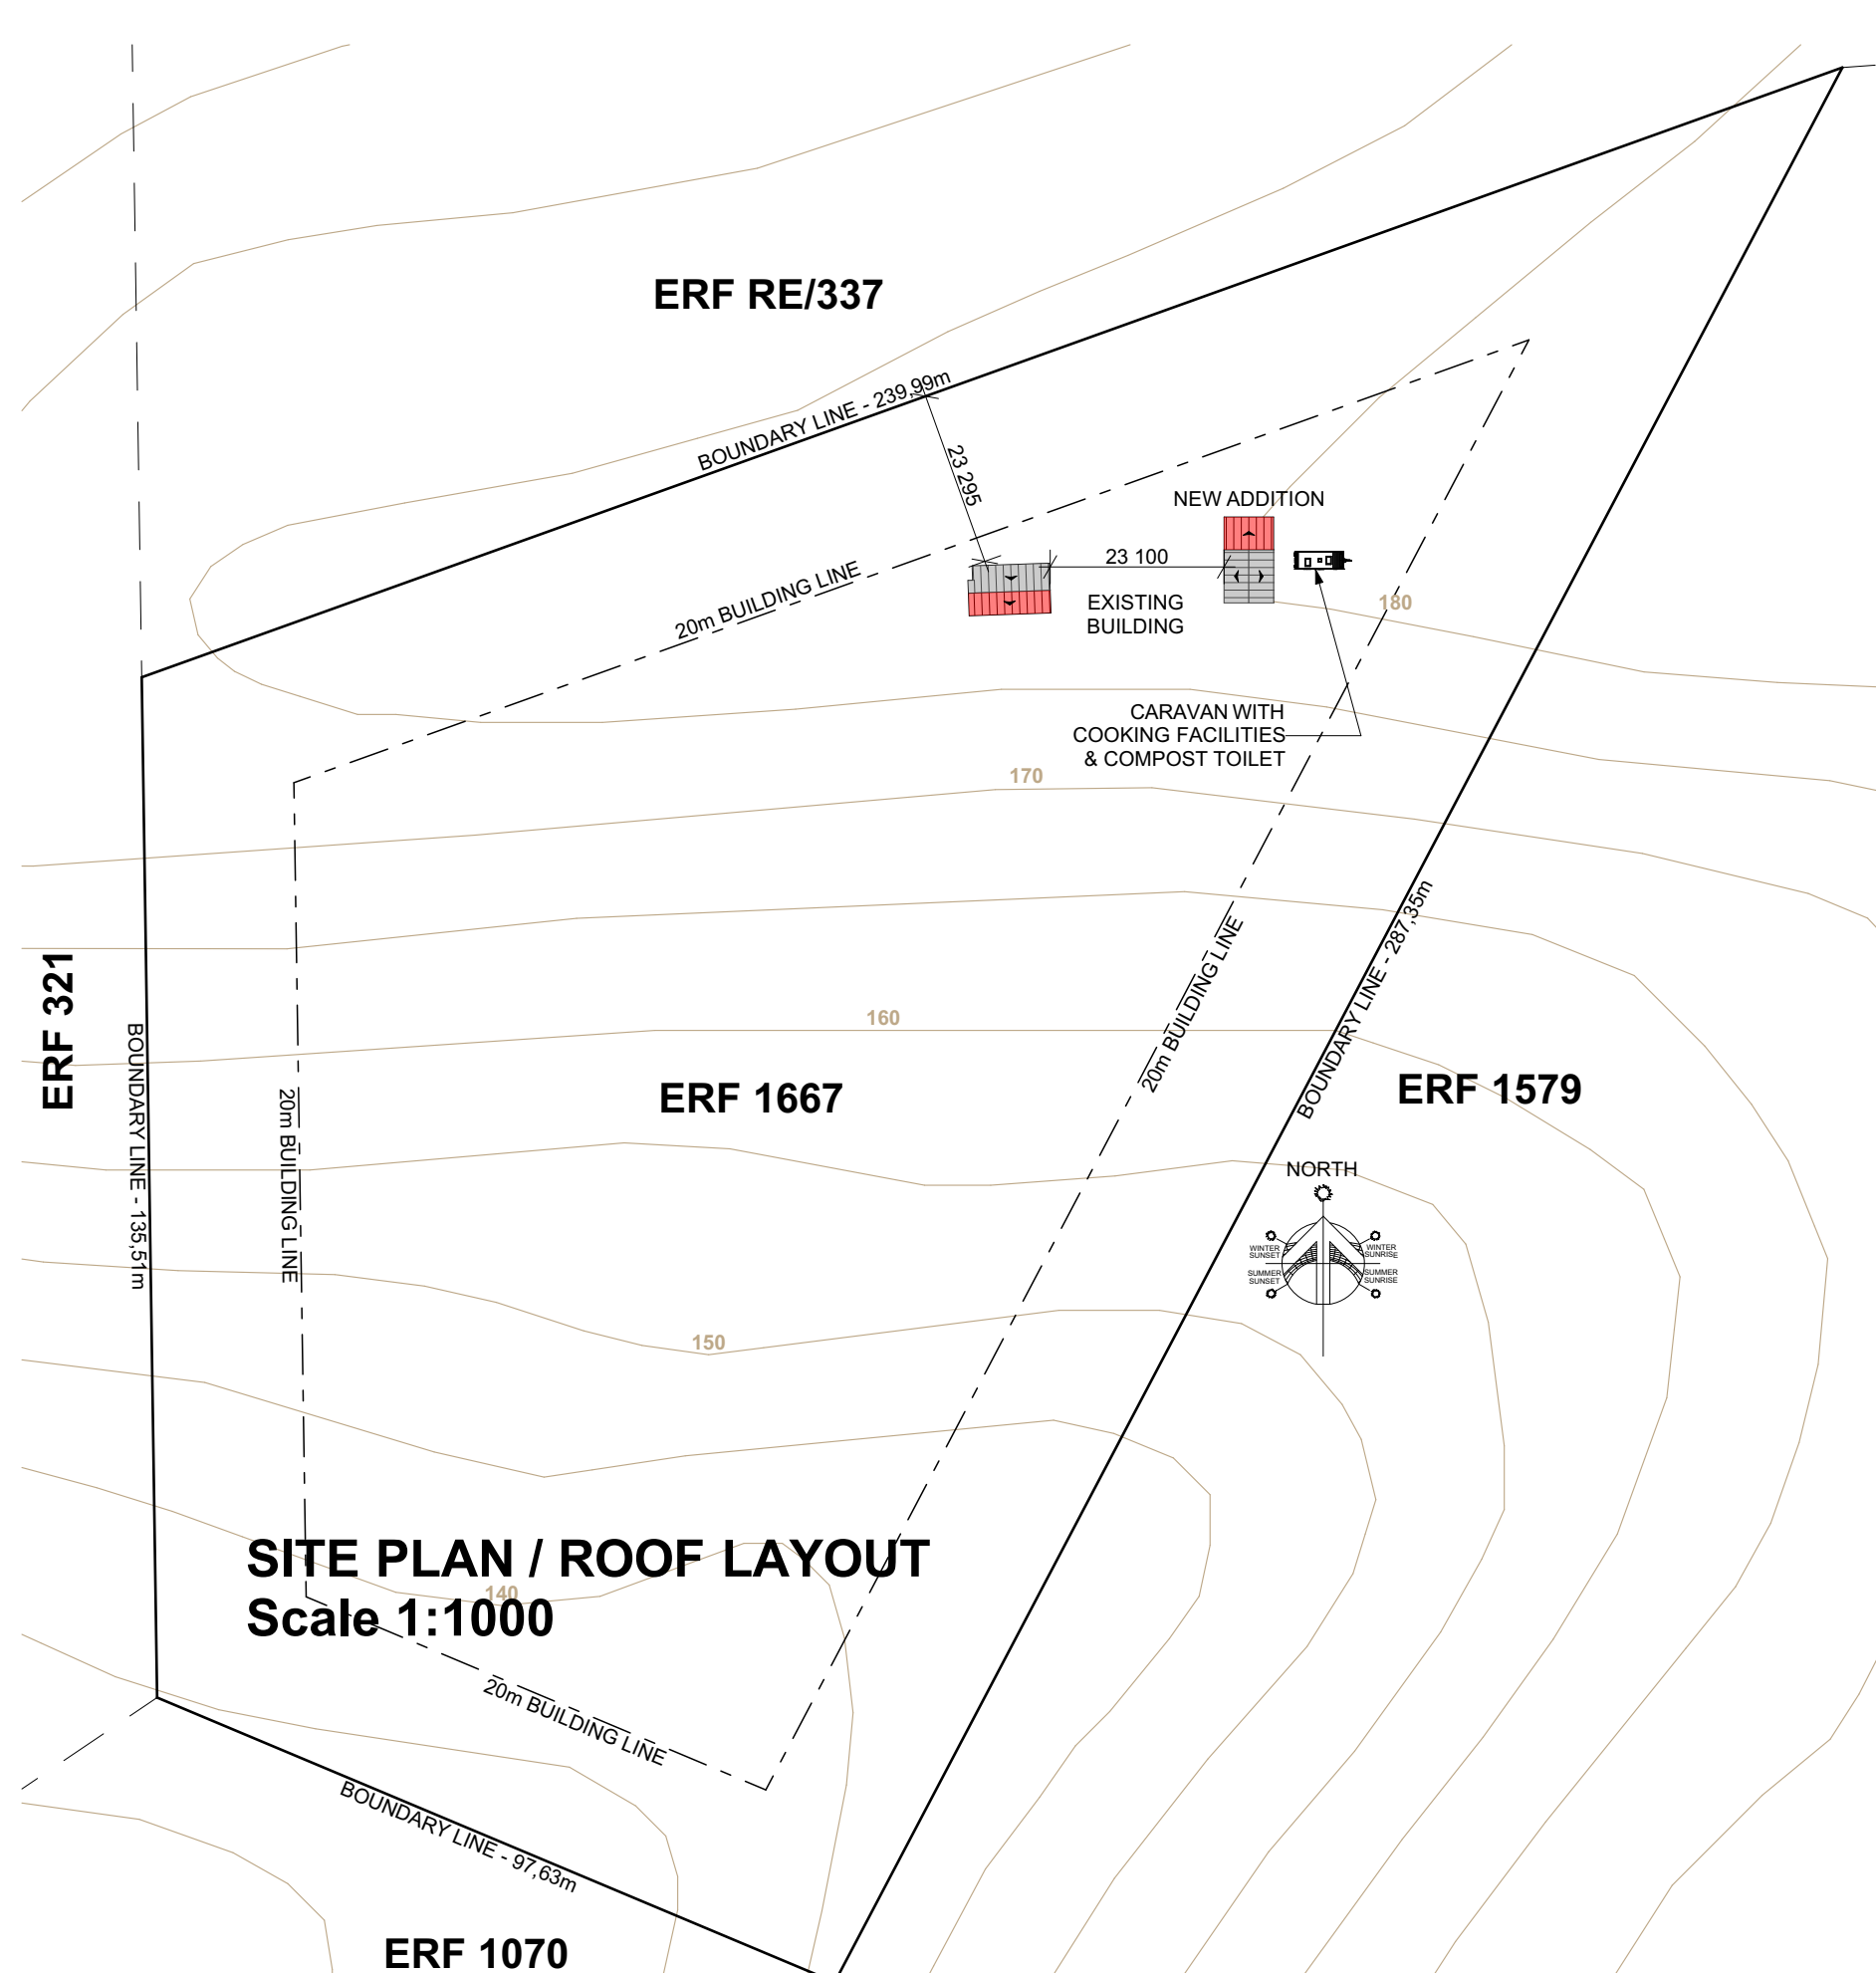 ERF RE/337
BOUNDARY LINE - 239,99m
23 295
NEW ADDITION
23 100
20m BUILDING LINE
EXISTING
BUILDING
180
CARAVAN WITH
COOKING FACILITIES
& COMPOST TOILET
170
20m BUILDING LINE
BOUNDARY LINE - 287,35m
ERF 321
BOUNDARY LINE - 135,51m
20m BUILDING LINE
160
ERF 1667
ERF 1579
NORTH
WINTER
SUNSET
WINTER
SUNRISE
SUMMER
SUNSET
SUMMER
SUNRISE
150
SITE PLAN / ROOF LAYOUT
140
Scale 1:1000
20m BUILDING LINE
BOUNDARY LINE - 97,63m
ERF 1070